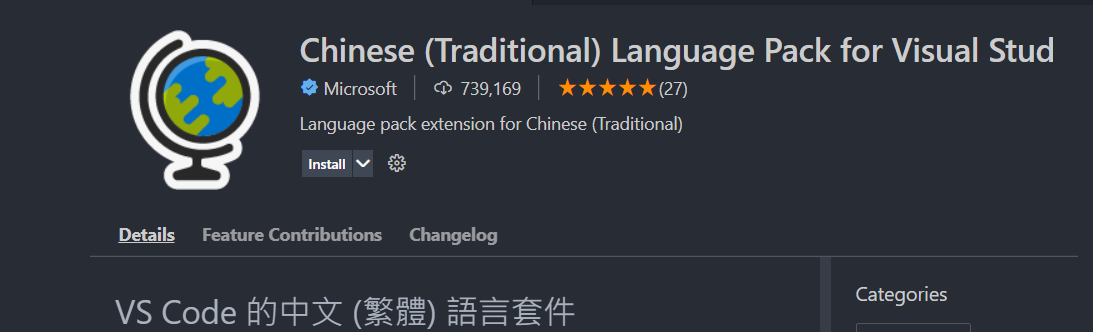 Chinese (Traditional) Language Pack for Visual Stud
Microsoft 739,169 (27)
Language pack extension for Chinese (Traditional)
Install
Details Feature Contributions Changelog
VS Code 的中文 (繁體) 語言套件
Categories